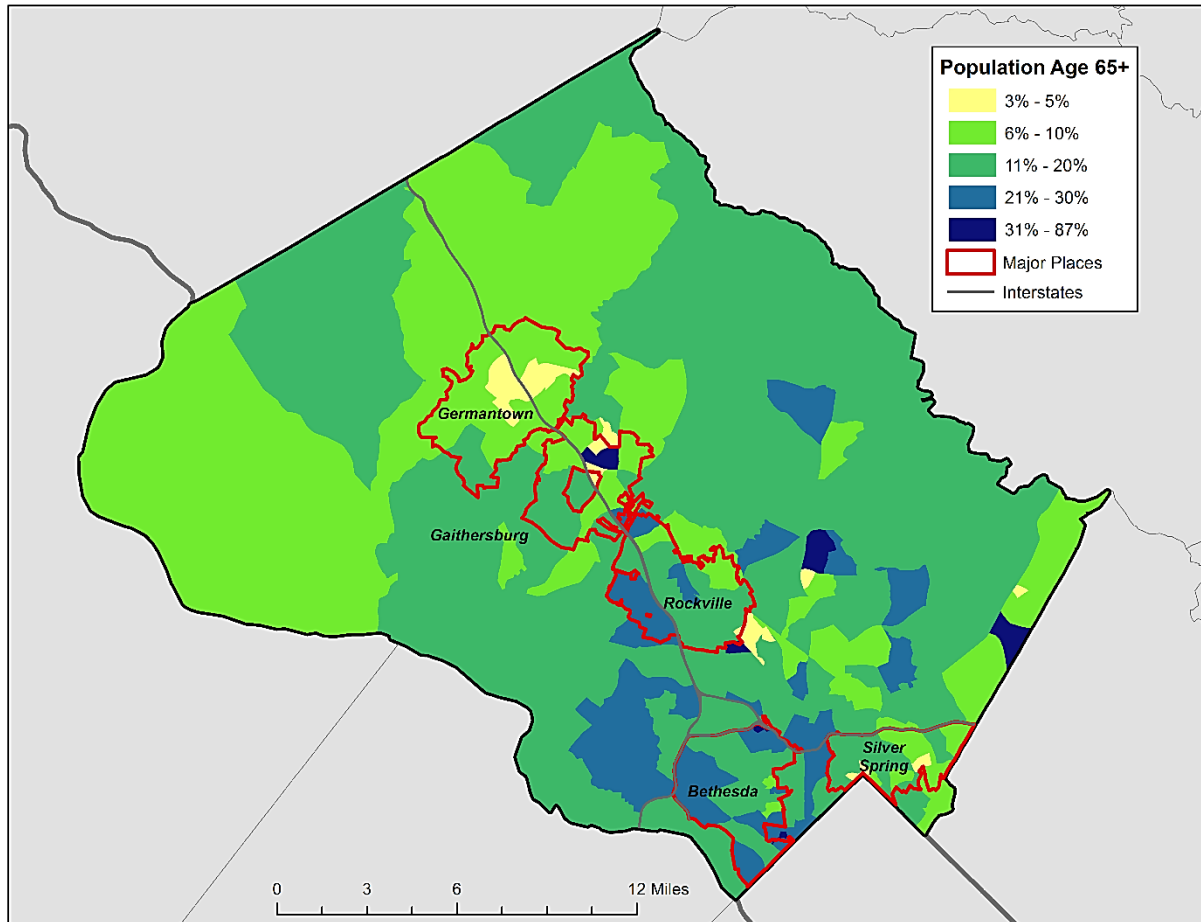 Population Age 65+
3% - 5%
6% - 10%
11% - 20%
21% - 30%
31% - 87%
Major Places
Interstates
Germantown
Gaithersburg
Rockville
Silver
Spring
Bethesda
0 3 6 12 Miles